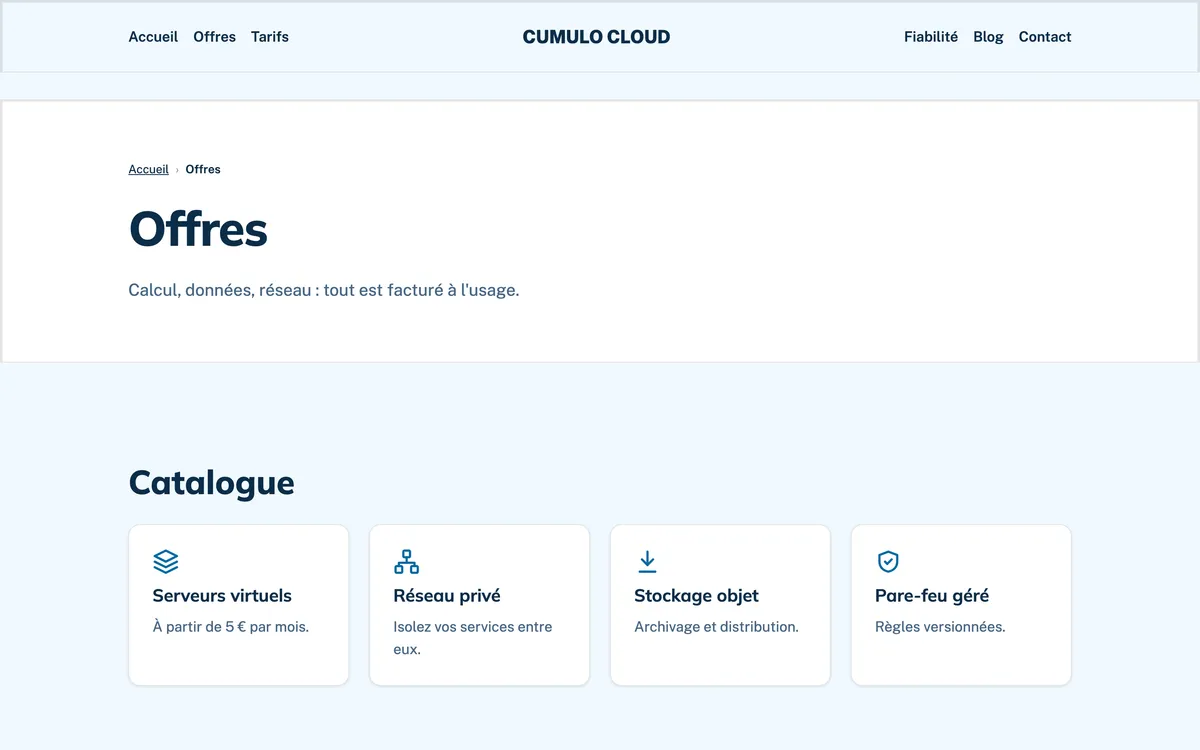 Accueil Offres Tarifs
CUMULO CLOUD
Fiabilité Blog Contact
Accueil › Offres
Offres
Calcul, données, réseau : tout est facturé à l'usage.
Catalogue
Serveurs virtuels
À partir de 5 € par mois.
Réseau privé
Isolez vos services entre
eux.
Stockage objet
Archivage et distribution.
Pare-feu géré
Règles versionnées.